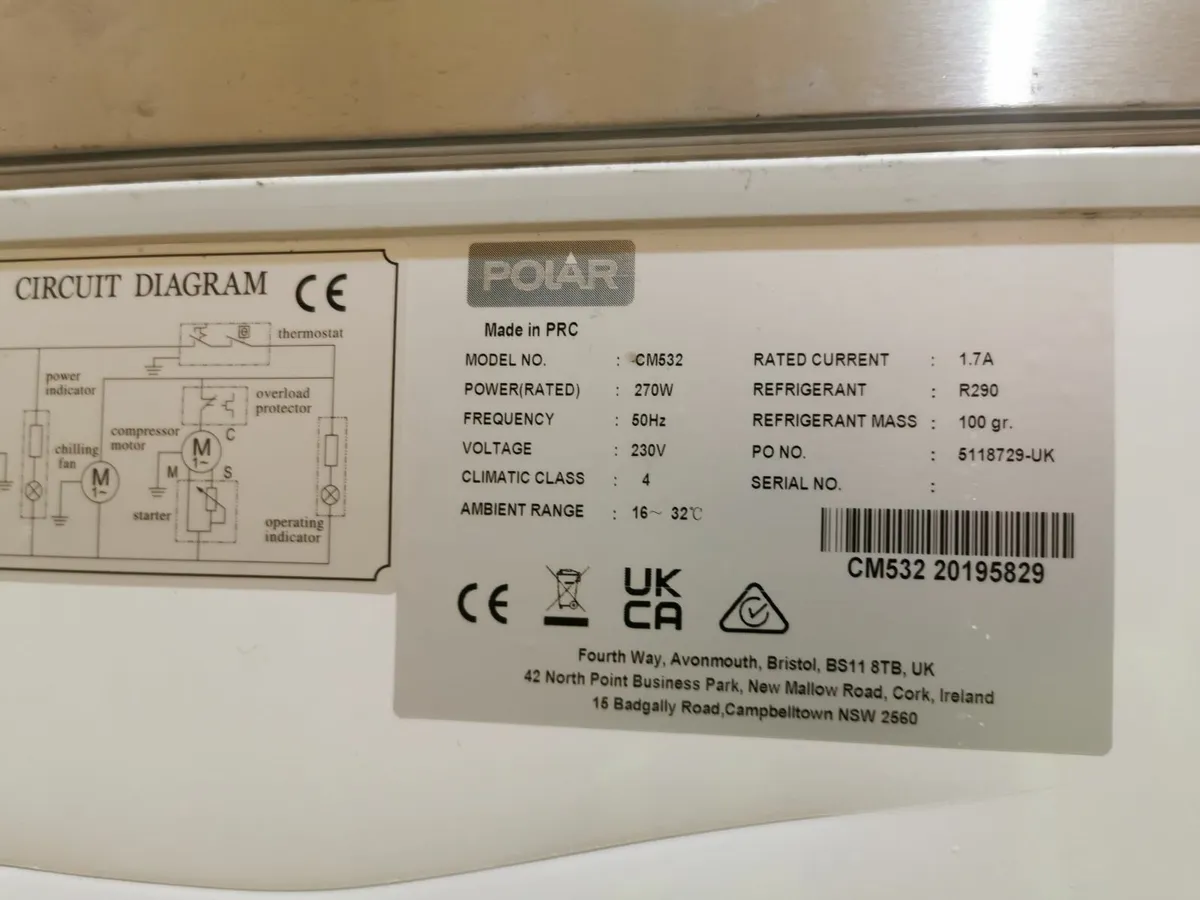 CIRCUIT DIAGRAM CE
thermostat
power
indicator
overload
protector
compressor
motor
C
M
1~
chilling
fan
M
1~
M
S
starter
operating
indicator
POLAR
Made in PRC
MODEL NO. : CM532
POWER(RATED) : 270W
FREQUENCY : 50Hz
VOLTAGE : 230V
CLIMATIC CLASS : 4
AMBIENT RANGE : 16~ 32℃
RATED CURRENT : 1.7A
REFRIGERANT : R290
REFRIGERANT MASS : 100 gr.
PO NO. : 5118729-UK
SERIAL NO. :
CM532 20195829
CE
UK
CA
Fourth Way, Avonmouth, Bristol, BS11 8TB, UK
42 North Point Business Park, New Mallow Road, Cork, Ireland
15 Badgally Road,Campbelltown NSW 2560